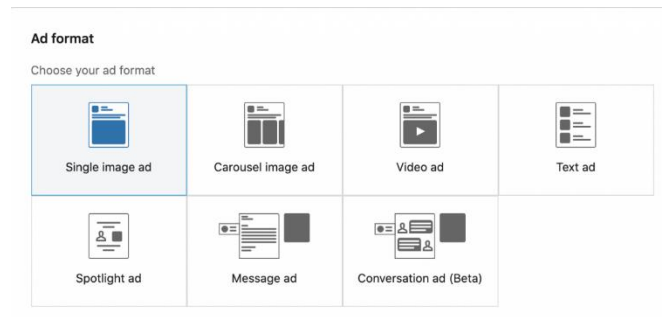 Ad format
Choose your ad format
Single image ad
Carousel image ad
Video ad
Text ad
Spotlight ad
Message ad
Conversation ad (Beta)